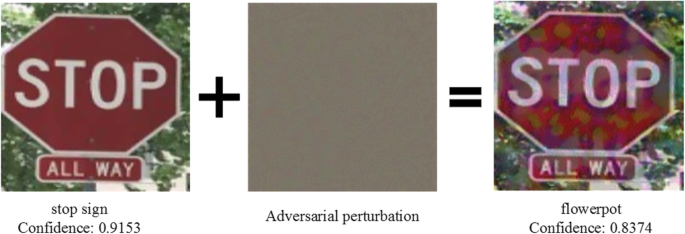 STOP
ALL WAY
+
=
STOP
ALL WAY
stop sign
Confidence: 0.9153
Adversarial perturbation
flowerpot
Confidence: 0.8374